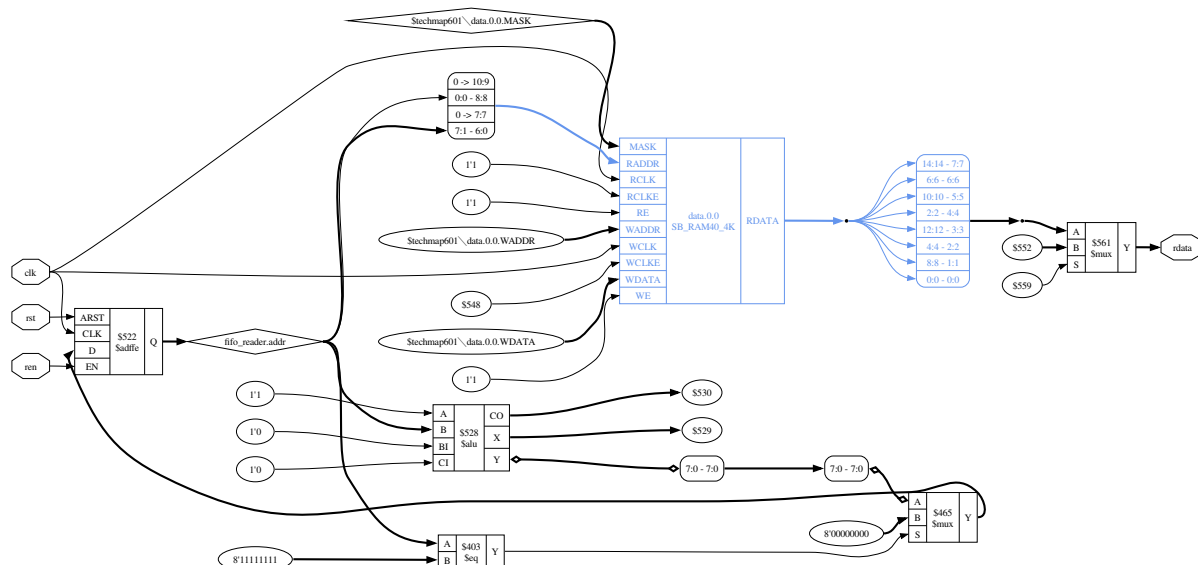 $techmap601\data.0.0.MASK
0 -> 10:9
0:0 - 8:8
0 -> 7:7
7:1 - 6:0
1'1
1'1
$techmap601\data.0.0.WADDR
$548
$techmap601\data.0.0.WDATA
1'1
MASK
RADDR
RCLK
RCLKE
RE
WADDR
WCLK
WCLKE
WDATA
WE
data.0.0
SB_RAM40_4K
RDATA
14:14 - 7:7
6:6 - 6:6
10:10 - 5:5
2:2 - 4:4
12:12 - 3:3
4:4 - 2:2
8:8 - 1:1
0:0 - 0:0
$552
$559
A
B
S
$561
$mux
Y
rdata
clk
rst
ren
ARST
CLK
D
EN
$522
$adffe
Q
fifo_reader.addr
1'1
1'0
1'0
A
B
BI
CI
$528
$alu
CO
X
Y
$530
$529
7:0 - 7:0
7:0 - 7:0
8'00000000
A
B
S
$465
$mux
Y
8'11111111
A
B
$403
$eq
Y